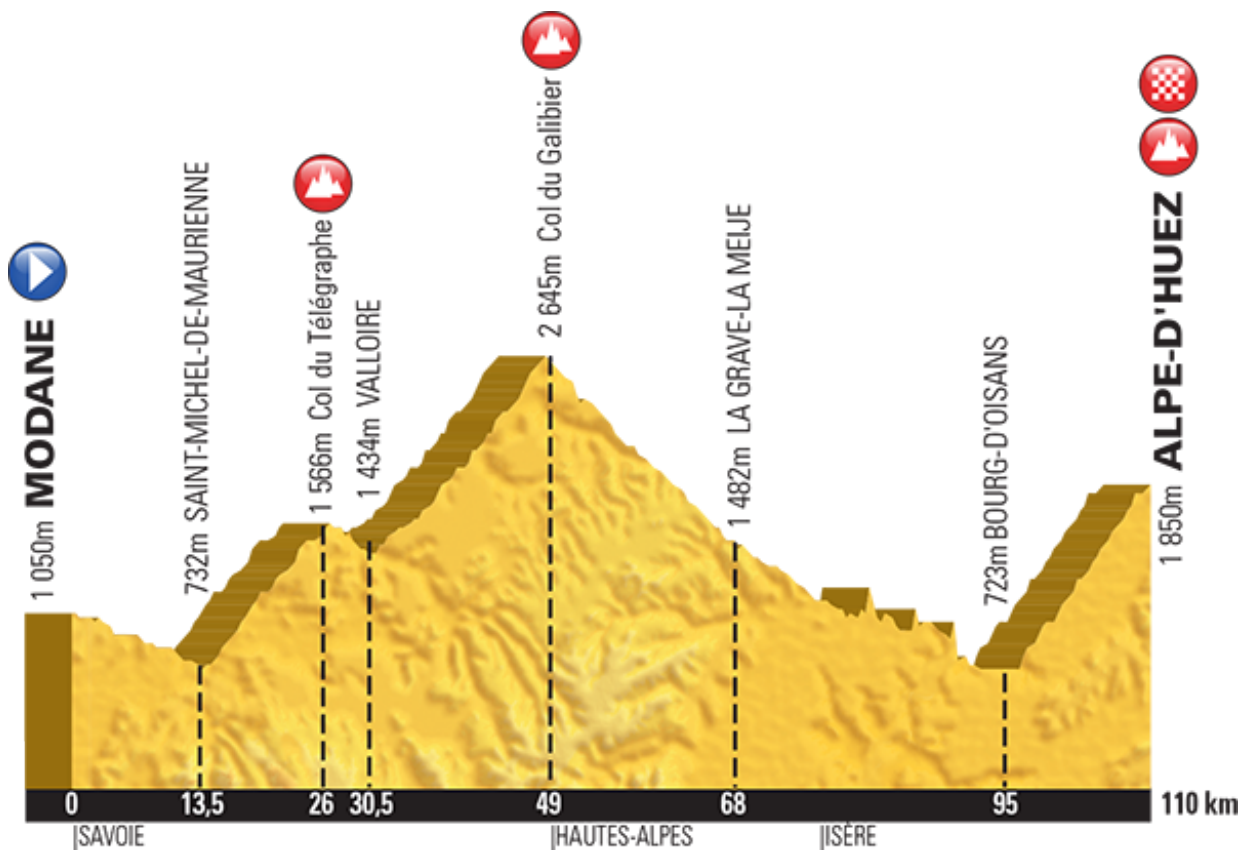 1 050m MODANE
732m SAINT-MICHEL-DE-MAURIENNE
1 566m Col du Télégraphe
1 434m VALLOIRE
2 645m Col du Galibier
1 482m LA GRAVE-LA MEIJE
723m BOURG-D'OISANS
1 850m ALPE-D'HUEZ
0 13,5 26 30,5 49 68 95 110 km
|SAVOIE |HAUTES-ALPES |ISÈRE